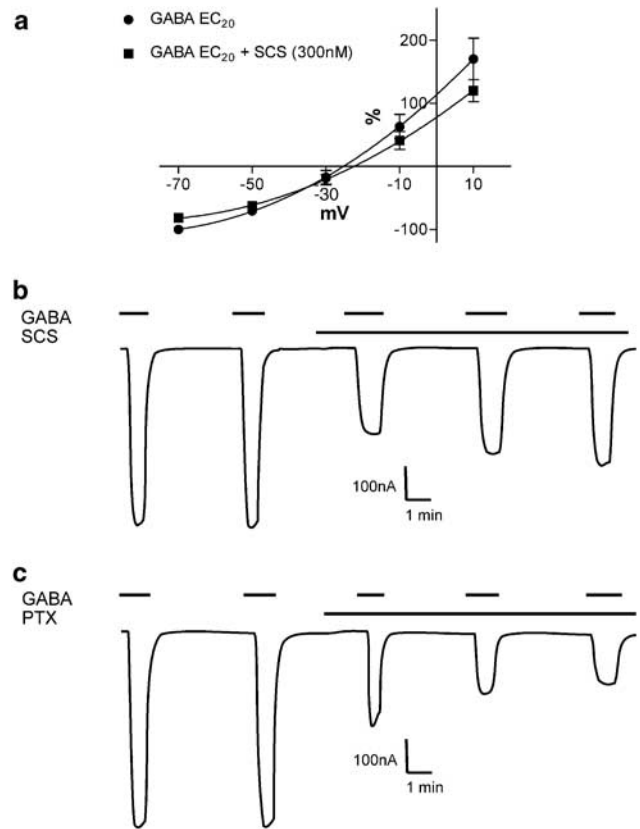 a
GABA EC20
GABA EC20 + SCS (300nM)
200
100
%
-70
-50
-30
-10
10
mV
-100
b
GABA
SCS
100nA
1 min
c
GABA
PTX
100nA
1 min